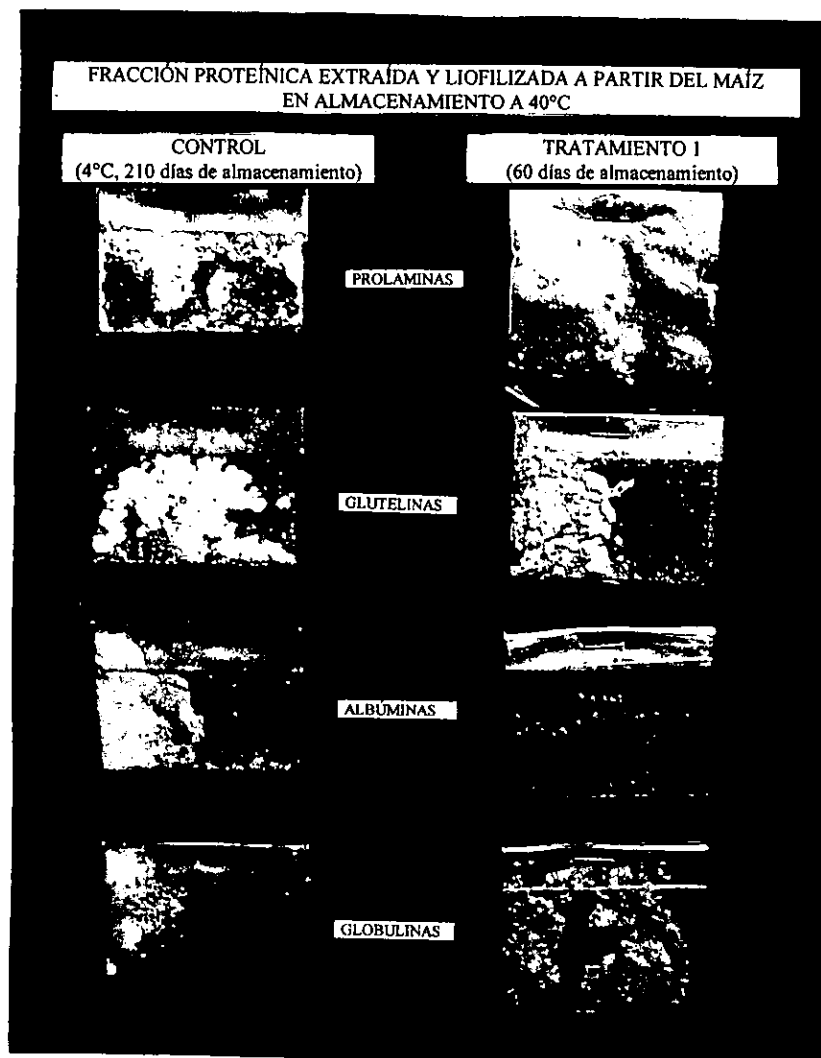 FRACCIÓN PROTEÍNICA EXTRAÍDA Y LIOFILIZADA A PARTIR DEL MAÍZ
EN ALMACENAMIENTO A 40°C
CONTROL
(4°C, 210 días de almacenamiento)
TRATAMIENTO 1
(60 días de almacenamiento)
PROLAMINAS
GLUTELINAS
ALBÚMINAS
GLOBULINAS